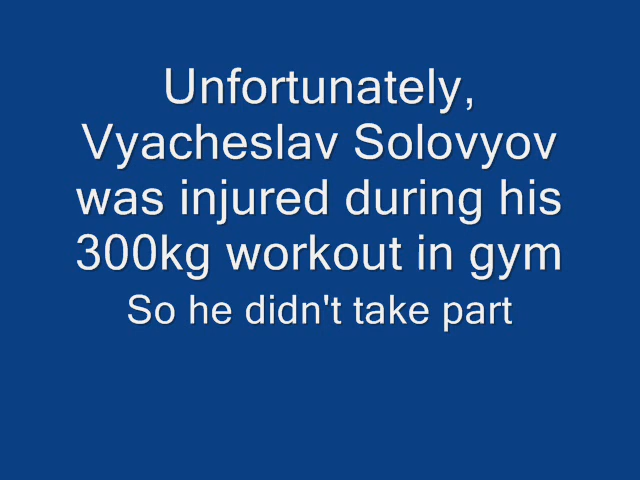 Unfortunately,
Vyacheslav Solovyov
was injured during his
300kg workout in gym
So he didn't take part